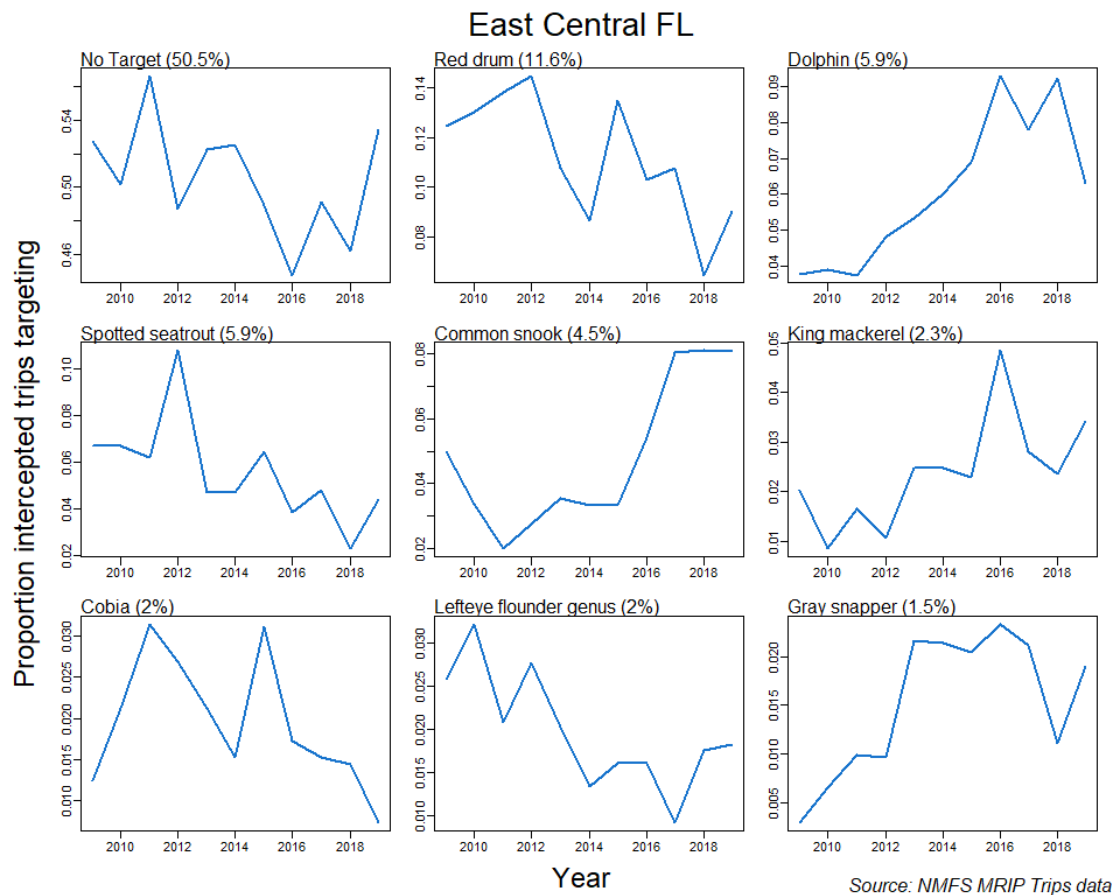 East Central FL
No Target (50.5%)
Red drum (11.6%)
Dolphin (5.9%)
0.54
0.50
0.46
0.14
0.12
0.10
0.08
0.09
0.08
0.07
0.06
0.05
0.04
2010 2012 2014 2016 2018
2010 2012 2014 2016 2018
2010 2012 2014 2016 2018
Spotted seatrout (5.9%)
Common snook (4.5%)
King mackerel (2.3%)
0.10
0.08
0.06
0.04
0.02
0.08
0.06
0.04
0.02
0.05
0.04
0.03
0.02
0.01
2010 2012 2014 2016 2018
2010 2012 2014 2016 2018
2010 2012 2014 2016 2018
Cobia (2%)
Lefteye flounder genus (2%)
Gray snapper (1.5%)
0.030
0.025
0.020
0.015
0.010
0.030
0.025
0.020
0.015
0.010
0.020
0.015
0.010
0.005
2010 2012 2014 2016 2018
2010 2012 2014 2016 2018
2010 2012 2014 2016 2018
Proportion intercepted trips targeting
Year
Source: NMFS MRIP Trips data